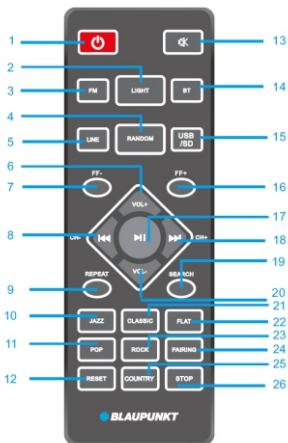 1
13
2
3
FM
LIGHT
BT
14
4
5
LINE
RANDOM
USB
/SD
15
6
FF-
FF+
7
16
VOL+
17
8
CH-
CH+
18
VOL-
19
REPEAT
SEARCH
9
20
21
10
JAZZ
CLASSIC
FLAT
22
23
11
POP
ROCK
PAIRING
24
25
12
RESET
COUNTRY
STOP
26
BLAUPUNKT